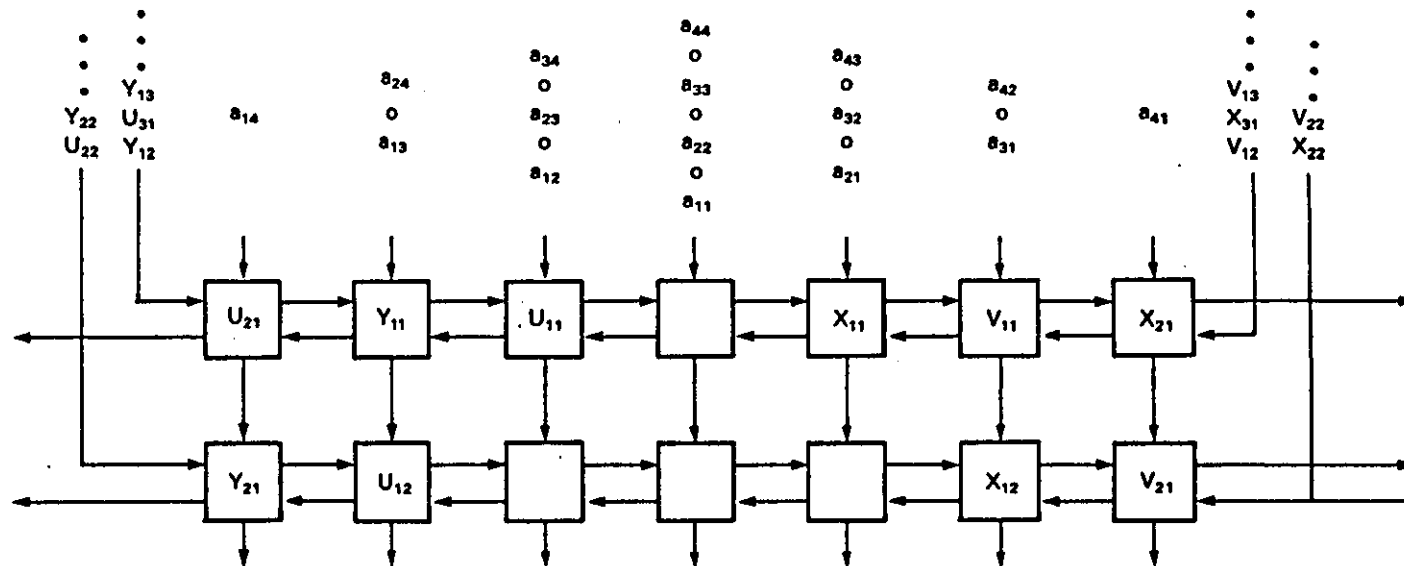 a44
a34 o a43
a24 o a33 o a42
Y13 o o V13
Y22 U31 a14 o a23 o a32 o a41 X31 V22
U22 Y12 a13 o a22 o a31 V12 X22
a12 o a21
a11
U21 Y11 U11 X11 V11 X21
Y21 U12 X12 V21